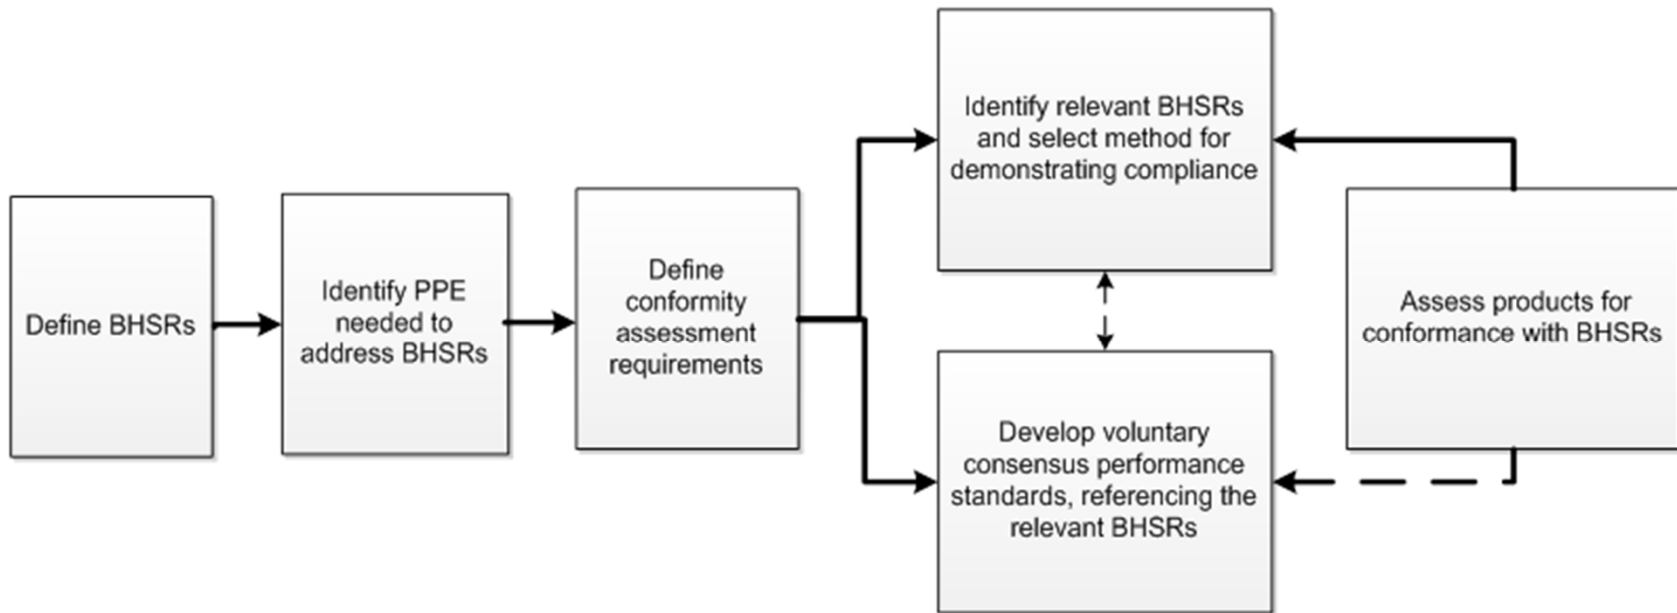 Define BHSRs
Identify PPE
needed to
address BHSRs
Define
conformity
assessment
requirements
Identify relevant BHSRs
and select method for
demonstrating compliance
Develop voluntary
consensus performance
standards, referencing the
relevant BHSRs
Assess products for
conformance with BHSRs